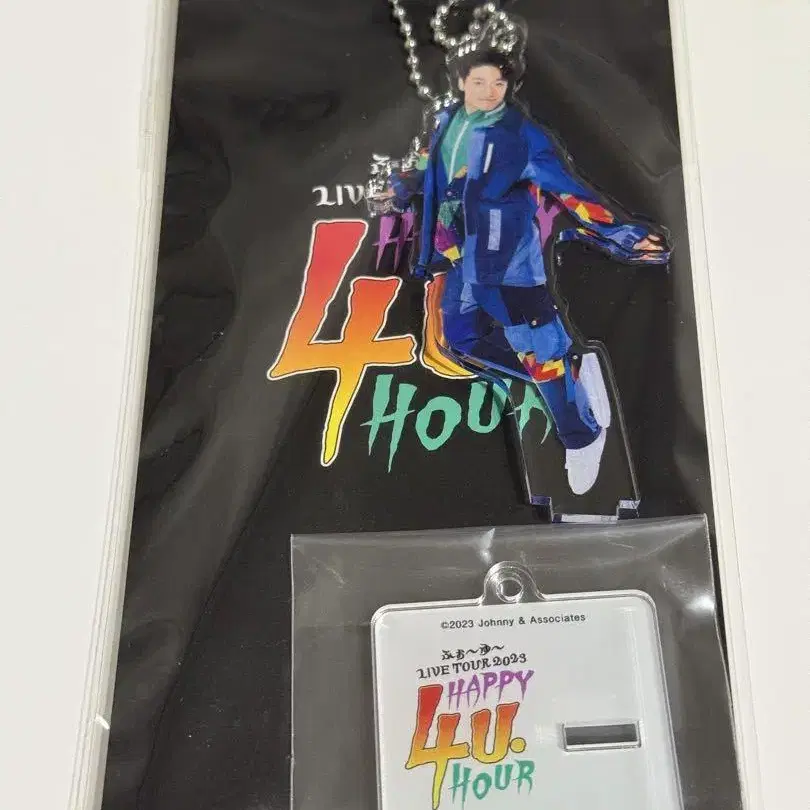 LIVE
4U
HOUR
©2023 Johnny & Associates
ふぉ〜ゆ〜
LIVE TOUR 2023
HAPPY
4U.
HOUR